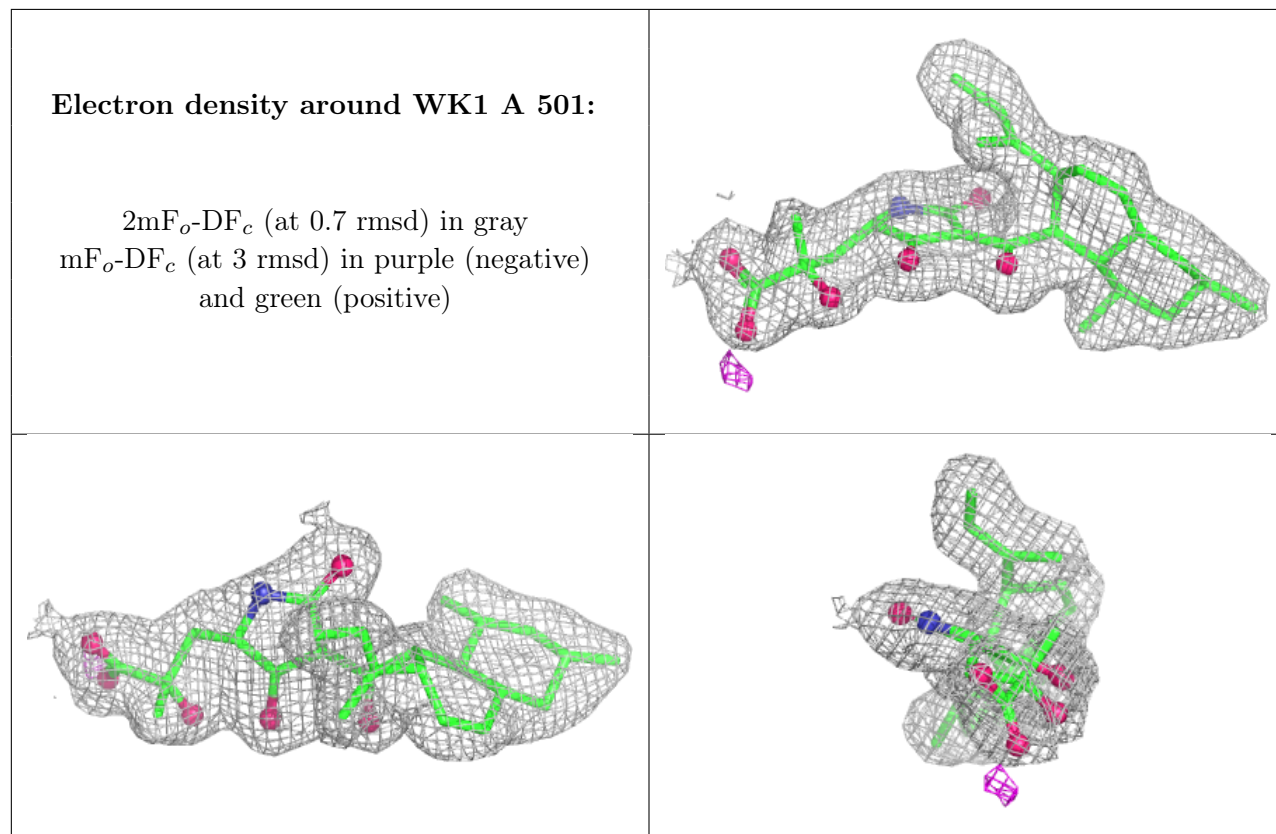 Electron density around WK1 A 501:
2mFo-DFc (at 0.7 rmsd) in gray
mFo-DFc (at 3 rmsd) in purple (negative)
and green (positive)